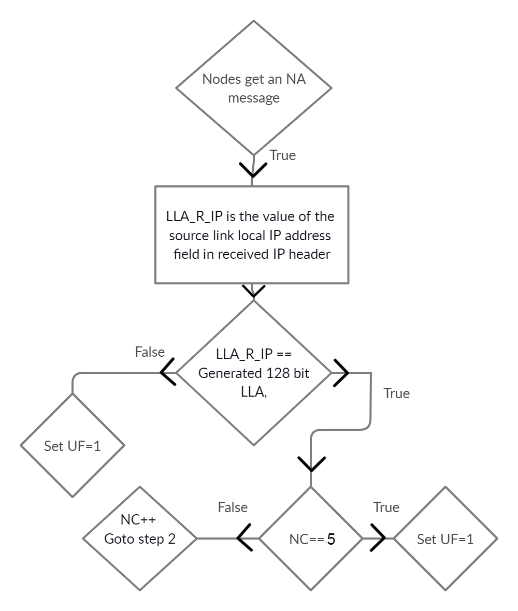 Nodes get an NA
message
True
LLA_R_IP is the value of the
source link local IP address
field in received IP header
LLA_R_IP ==
Generated 128 bit
LLA,
False
True
Set UF=1
NC==5
False
True
NC++
Goto step 2
Set UF=1